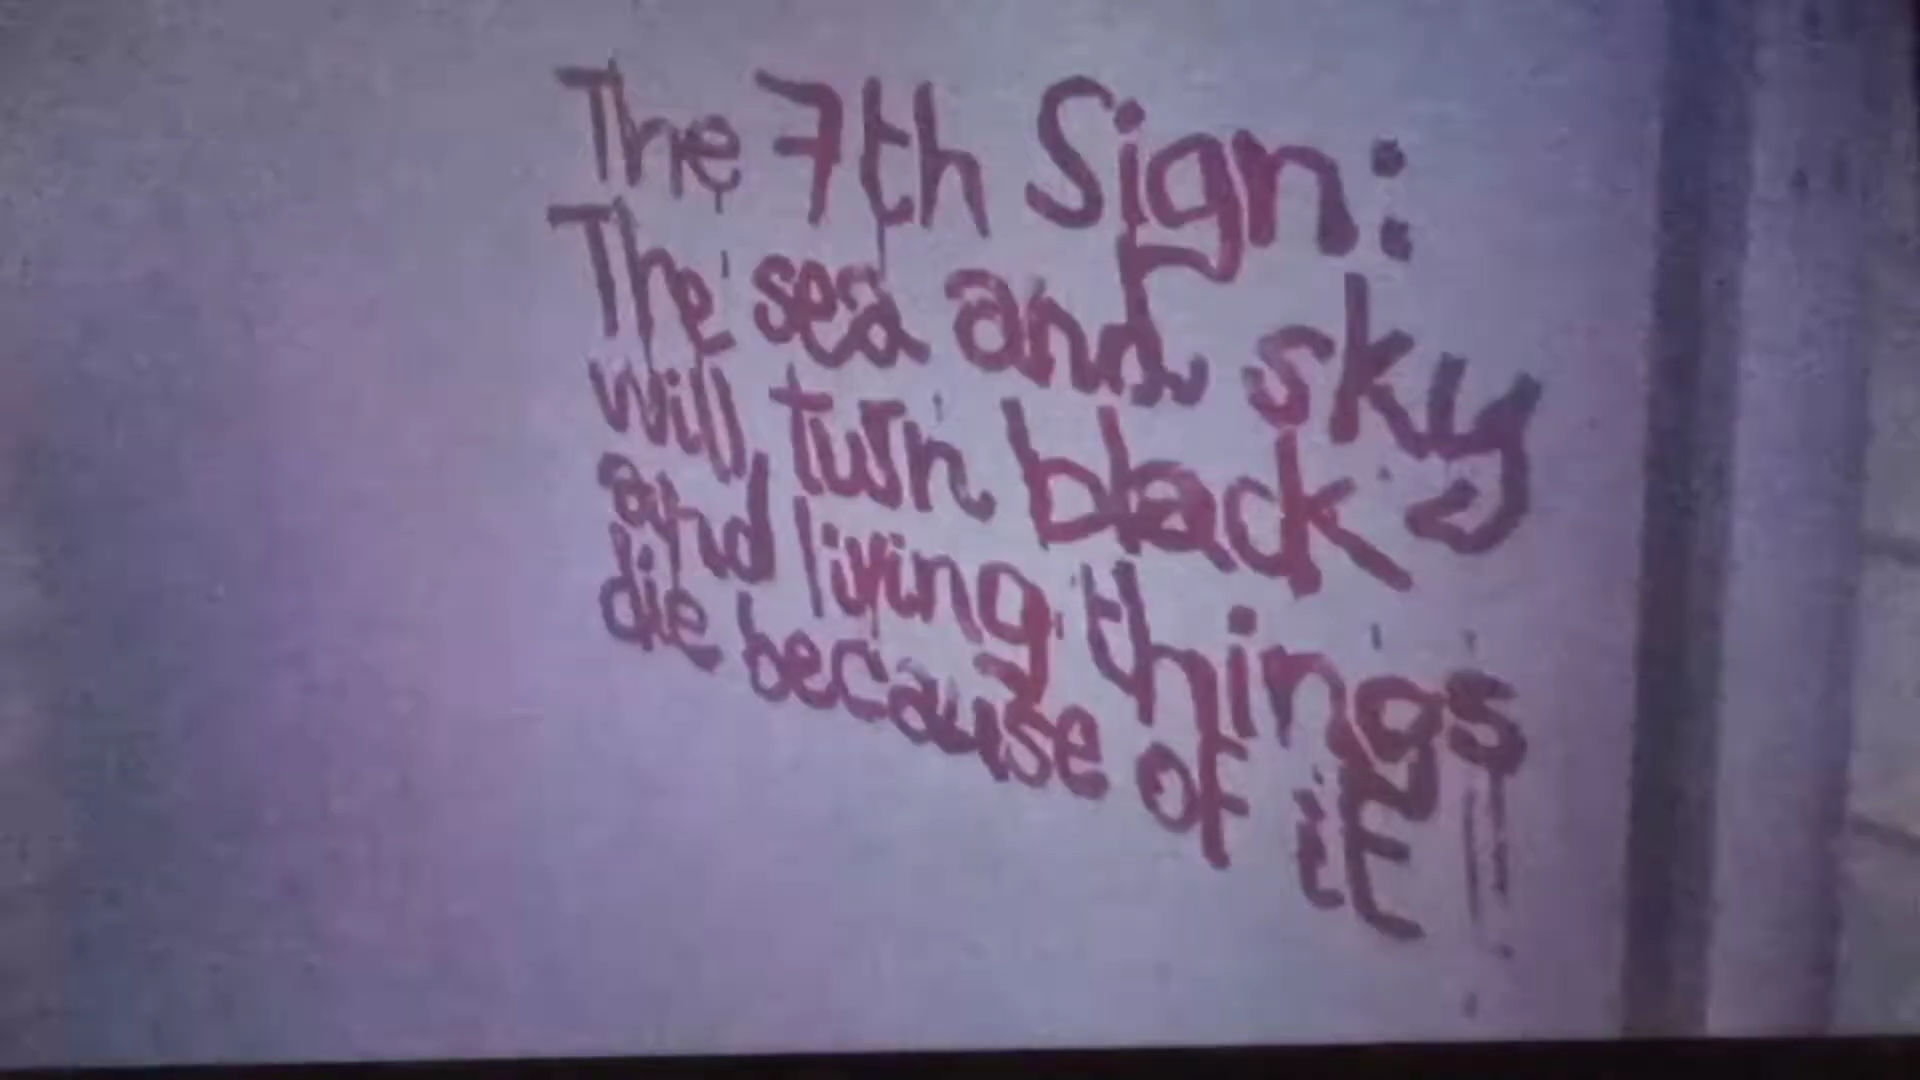 The 7th Sign:
The sea and sky
will turn black
and living things
die because of it